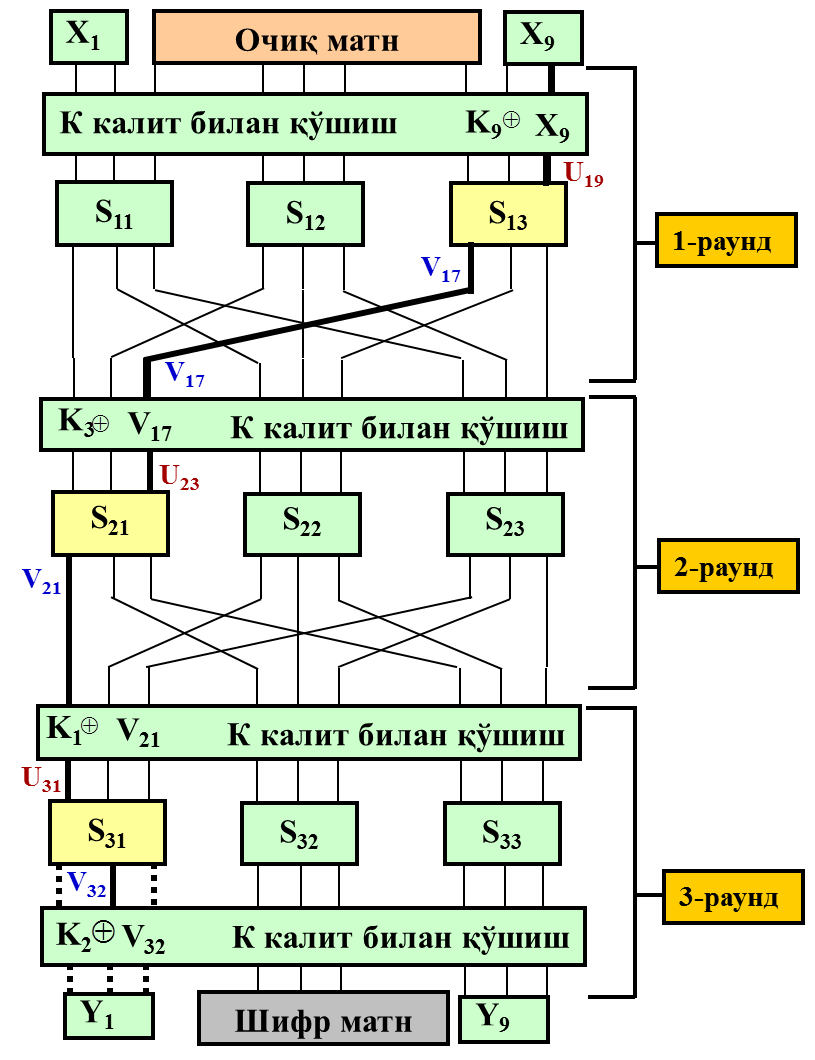 X₁ Очиқ матн X₉
К калит билан қўшиш K₉⊕ X₉
U₁₉
S₁₁ S₁₂ S₁₃
1-раунд
V₁₇
V₁₇
K₃⊕ V₁₇ К калит билан қўшиш
U₂₃
S₂₁ S₂₂ S₂₃
2-раунд
V₂₁
K₁⊕ V₂₁ К калит билан қўшиш
U₃₁
S₃₁ S₃₂ S₃₃
V₃₂
3-раунд
K₂⊕ V₃₂ К калит билан қўшиш
Y₁ Шифр матн Y₉